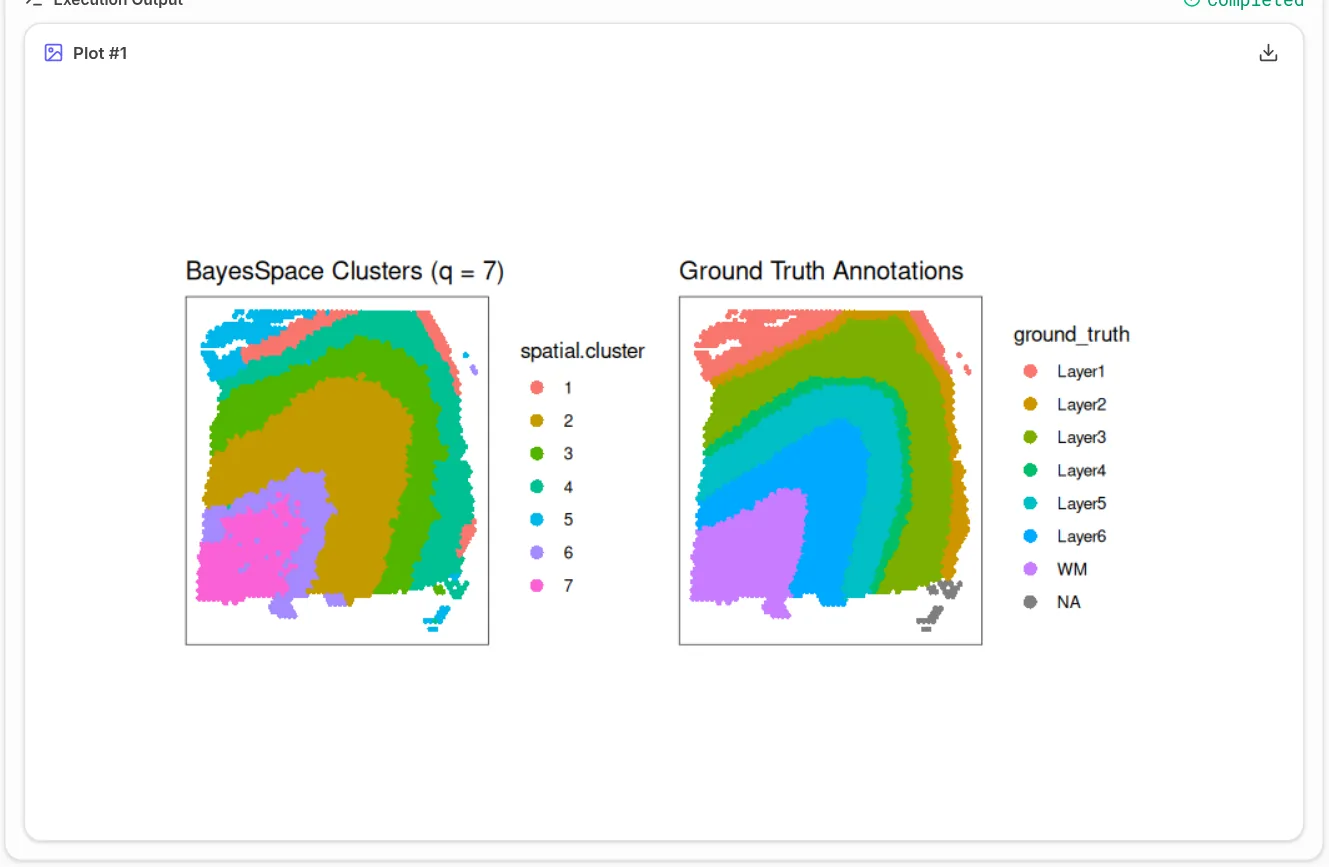 Execution Output
Completed
Plot #1
BayesSpace Clusters (q = 7)
spatial.cluster
1
2
3
4
5
6
7
Ground Truth Annotations
ground_truth
Layer1
Layer2
Layer3
Layer4
Layer5
Layer6
WM
NA